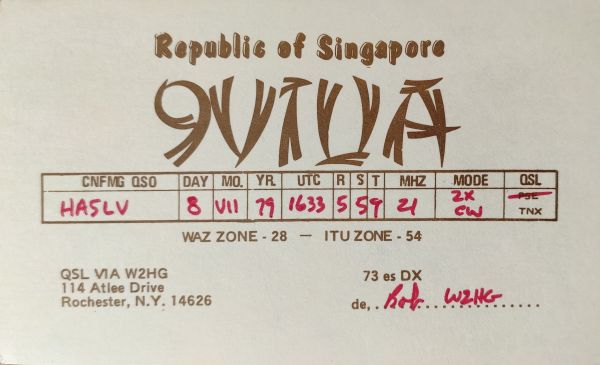 Republic of Singapore
9V1UA
CNFMG QSO DAY MO. YR. UTC R S T MHZ MODE QSL
HA5LV 8 VII 79 1633 5 5 9 21 2X CW PSE TNX
WAZ ZONE - 28 — ITU ZONE - 54
QSL VIA W2HG
114 Atlee Drive
Rochester, N.Y. 14626
73 es DX
de, W2HG